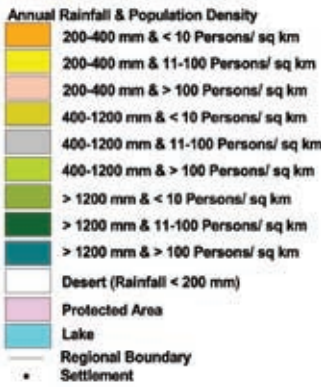 Annual Rainfall & Population Density
200-400 mm & < 10 Persons/ sq km
200-400 mm & 11-100 Persons/ sq km
200-400 mm & > 100 Persons/ sq km
400-1200 mm & < 10 Persons/ sq km
400-1200 mm & 11-100 Persons/ sq km
400-1200 mm & > 100 Persons/ sq km
> 1200 mm & < 10 Persons/ sq km
> 1200 mm & 11-100 Persons/ sq km
> 1200 mm & > 100 Persons/ sq km
Desert (Rainfall < 200 mm)
Protected Area
Lake
Regional Boundary
Settlement